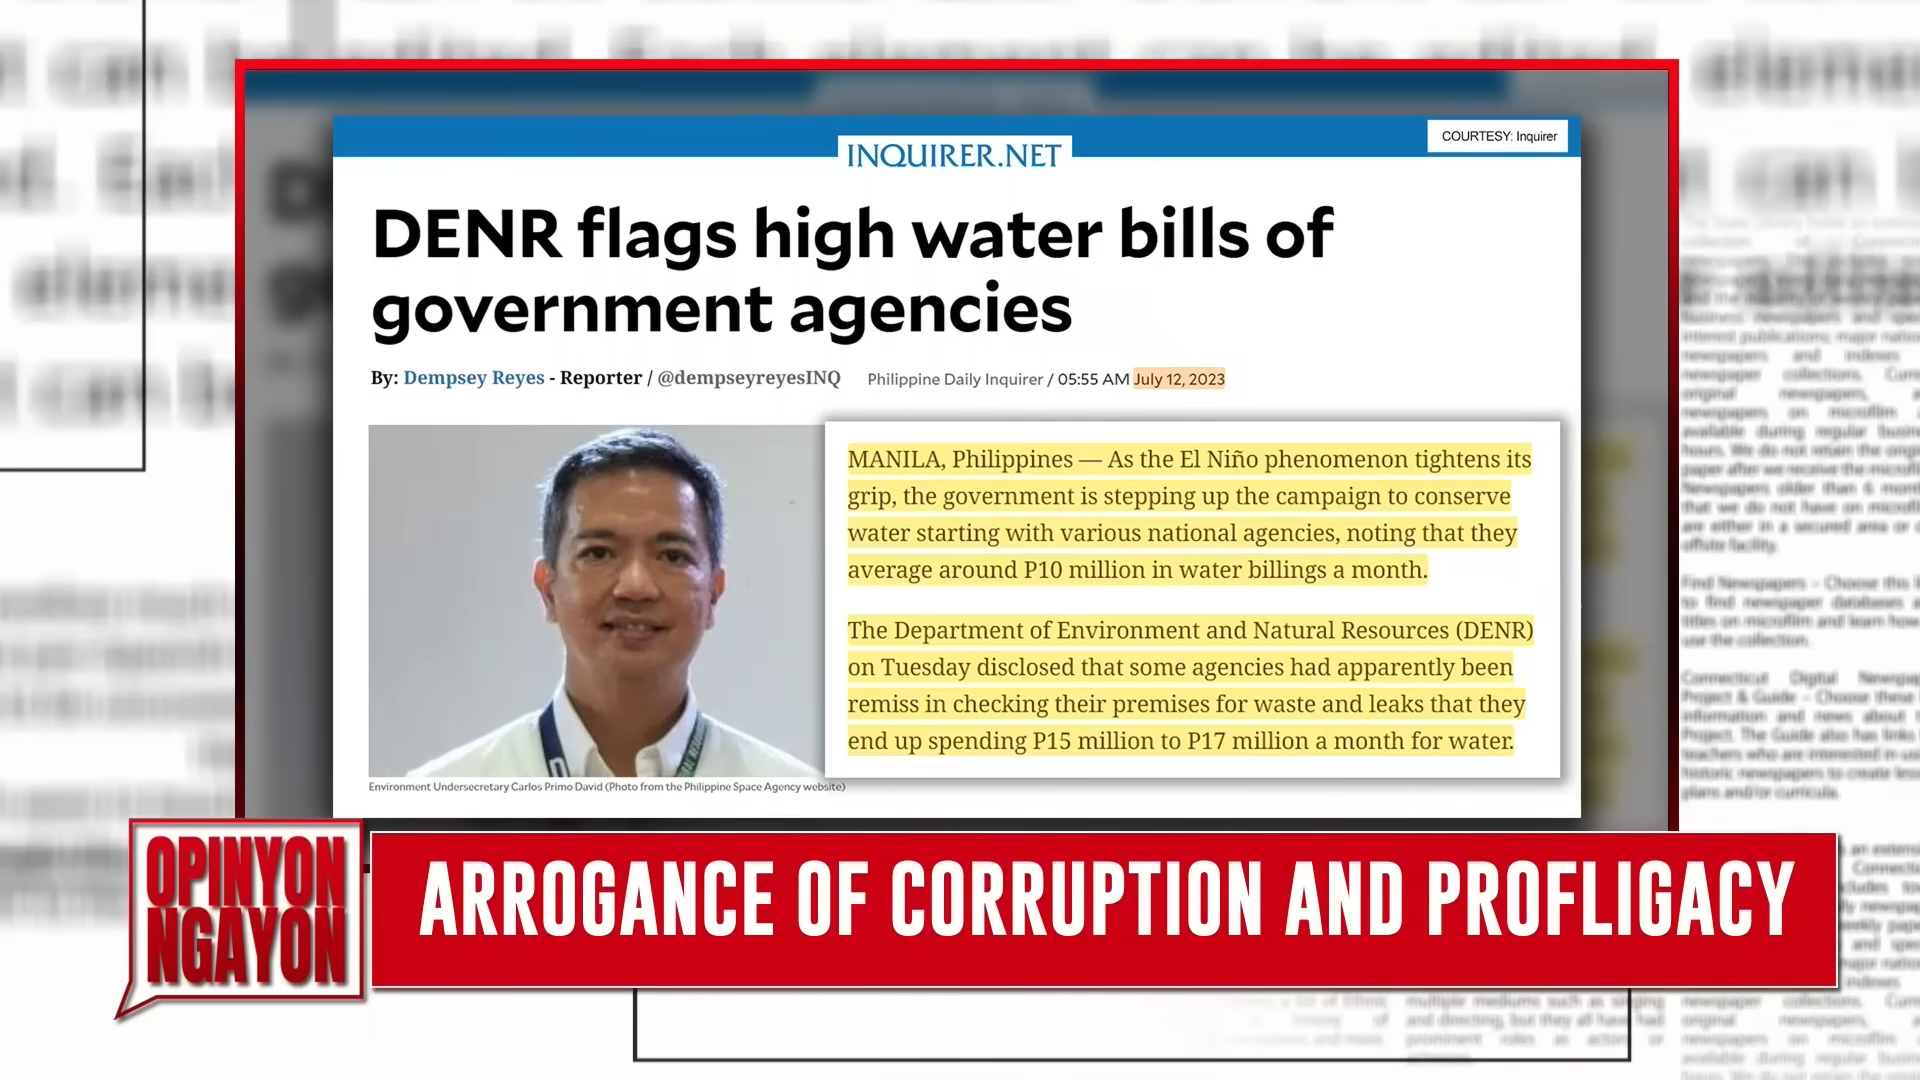 COURTESY: Inquirer
INQUIRER.NET
DENR flags high water bills of
government agencies
By: Dempsey Reyes - Reporter / @dempseyreyesINQ Philippine Daily Inquirer / 05:55 AM July 12, 2023
MANILA, Philippines — As the El Niño phenomenon tightens its
grip, the government is stepping up the campaign to conserve
water starting with various national agencies, noting that they
average around P10 million in water billings a month.
The Department of Environment and Natural Resources (DENR)
on Tuesday disclosed that some agencies had apparently been
remiss in checking their premises for waste and leaks that they
end up spending P15 million to P17 million a month for water.
Environment Undersecretary Carlos Primo David (Photo from the Philippine Space Agency website)
OPINYON
NGAYON
ARROGANCE OF CORRUPTION AND PROFLIGACY